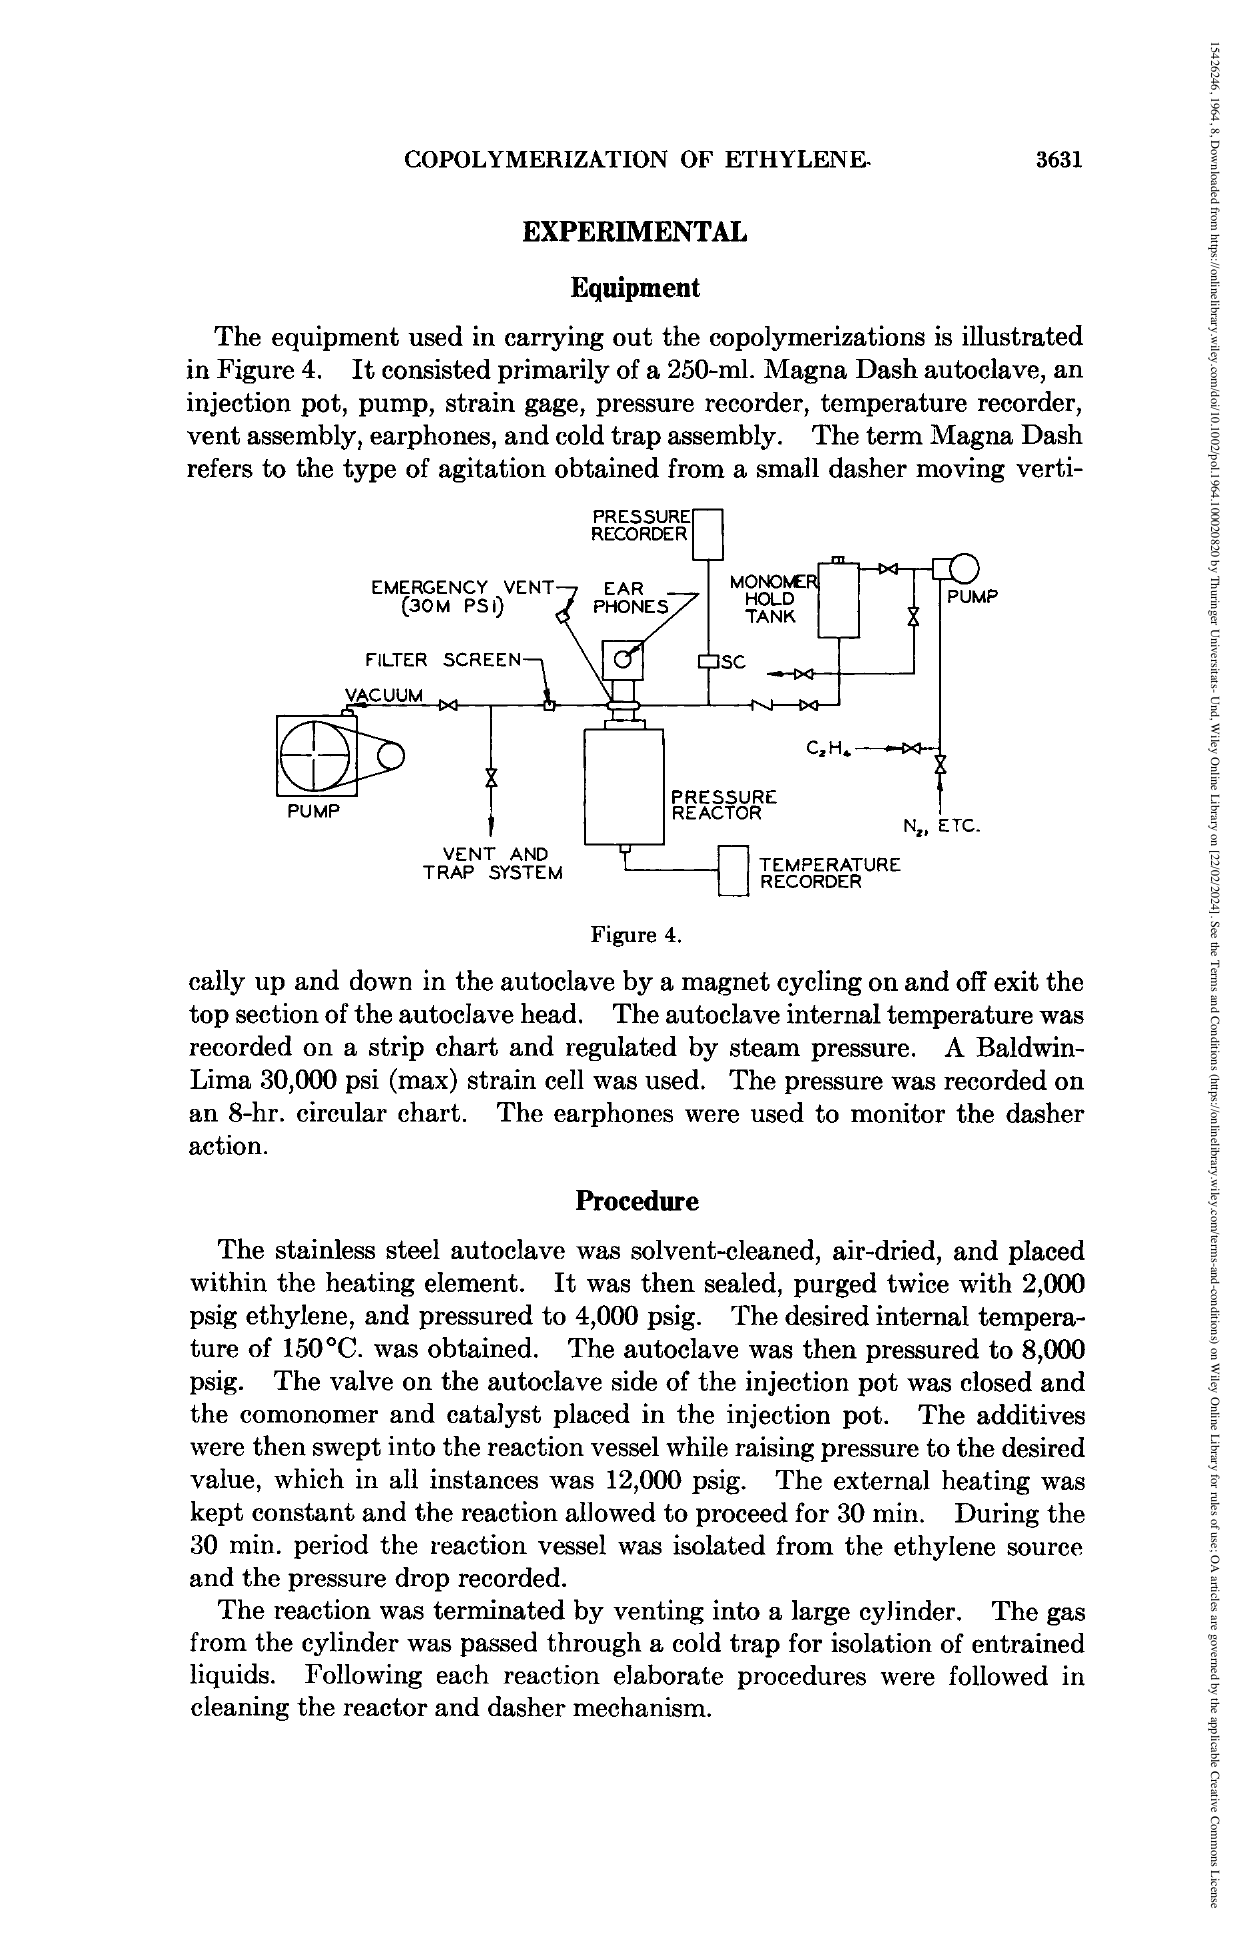 COPOLYMERIZATION OF ETHYLENE
3631
EXPERIMENTAL
Equipment
The equipment used in carrying out the copolymerizations is illustrated
in Figure 4. It consisted primarily of a 250-ml. Magna Dash autoclave, an
injection pot, pump, strain gage, pressure recorder, temperature recorder,
vent assembly, earphones, and cold trap assembly. The term Magna Dash
refers to the type of agitation obtained from a small dasher moving verti-
PRESSURE
RECORDER
EMERGENCY VENT
(30M PSI)
EAR
PHONES
MONOMER
HOLD
TANK
PUMP
FILTER SCREEN
SC
VACUUM
C₂H₄
PUMP
PRESSURE
REACTOR
N₂, ETC.
VENT AND
TRAP SYSTEM
TEMPERATURE
RECORDER
Figure 4.
cally up and down in the autoclave by a magnet cycling on and off exit the
top section of the autoclave head. The autoclave internal temperature was
recorded on a strip chart and regulated by steam pressure. A Baldwin-
Lima 30,000 psi (max) strain cell was used. The pressure was recorded on
an 8-hr. circular chart. The earphones were used to monitor the dasher
action.
Procedure
The stainless steel autoclave was solvent-cleaned, air-dried, and placed
within the heating element. It was then sealed, purged twice with 2,000
psig ethylene, and pressured to 4,000 psig. The desired internal tempera-
ture of 150°C. was obtained. The autoclave was then pressured to 8,000
psig. The valve on the autoclave side of the injection pot was closed and
the comonomer and catalyst placed in the injection pot. The additives
were then swept into the reaction vessel while raising pressure to the desired
value, which in all instances was 12,000 psig. The external heating was
kept constant and the reaction allowed to proceed for 30 min. During the
30 min. period the reaction vessel was isolated from the ethylene source
and the pressure drop recorded.
The reaction was terminated by venting into a large cylinder. The gas
from the cylinder was passed through a cold trap for isolation of entrained
liquids. Following each reaction elaborate procedures were followed in
cleaning the reactor and dasher mechanism.
15426246, 1964, 8, Downloaded from https://onlinelibrary.wiley.com/doi/10.1002/pol.1964.100020820 by Thuringer Universitats- Und, Wiley Online Library on [22/02/2024]. See the Terms and Conditions (https://onlinelibrary.wiley.com/terms-and-conditions) on Wiley Online Library for rules of use; OA articles are governed by the applicable Creative Commons License